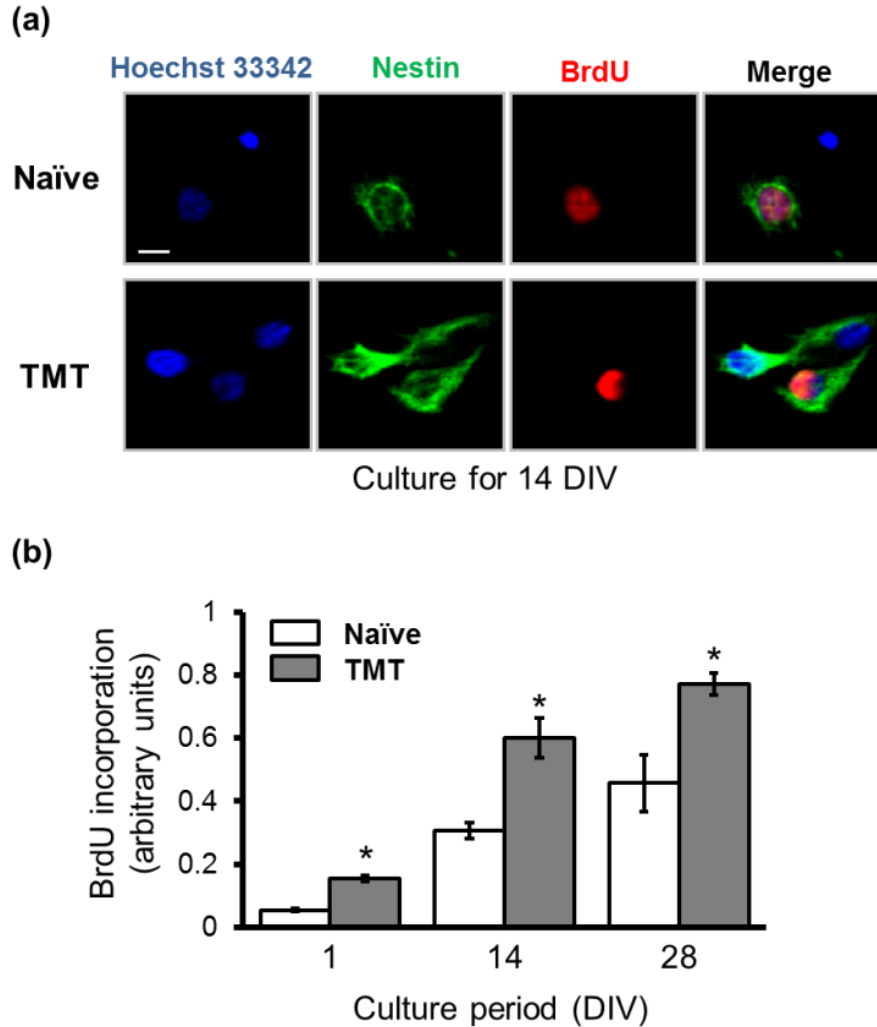 (a)
Hoechst 33342 Nestin BrdU Merge
Naïve
TMT
Culture for 14 DIV
(b)
BrdU incorporation
(arbitrary units)
1
0.8
0.6
0.4
0.2
0
Naïve
TMT
*
*
*
1 14 28
Culture period (DIV)